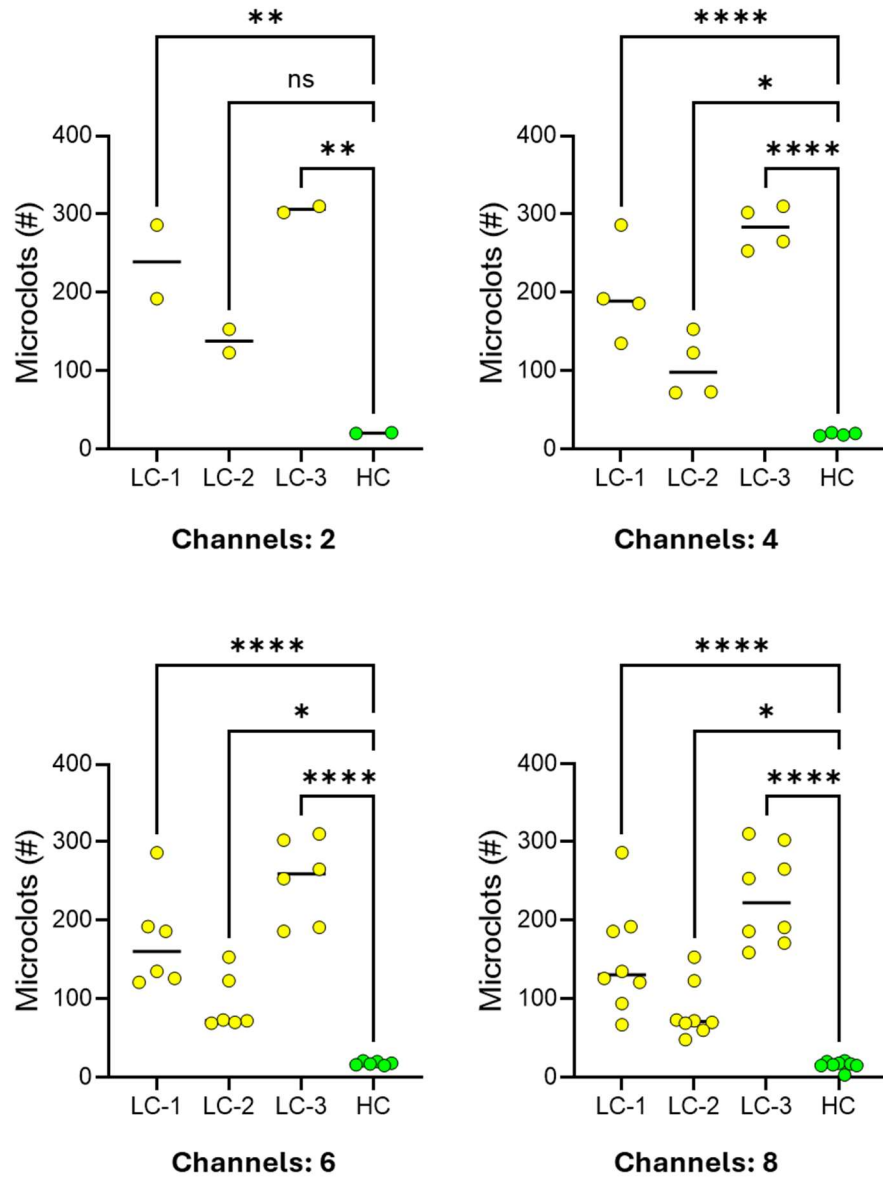 ** ****
ns *
400 ** 400 ****
300 300
200 200
100 100
0 0
Microclots (#) Microclots (#)
LC-1 LC-2 LC-3 HC LC-1 LC-2 LC-3 HC
Channels: 2 Channels: 4
**** ****
* *
400 **** 400 ****
300 300
200 200
100 100
0 0
Microclots (#) Microclots (#)
LC-1 LC-2 LC-3 HC LC-1 LC-2 LC-3 HC
Channels: 6 Channels: 8